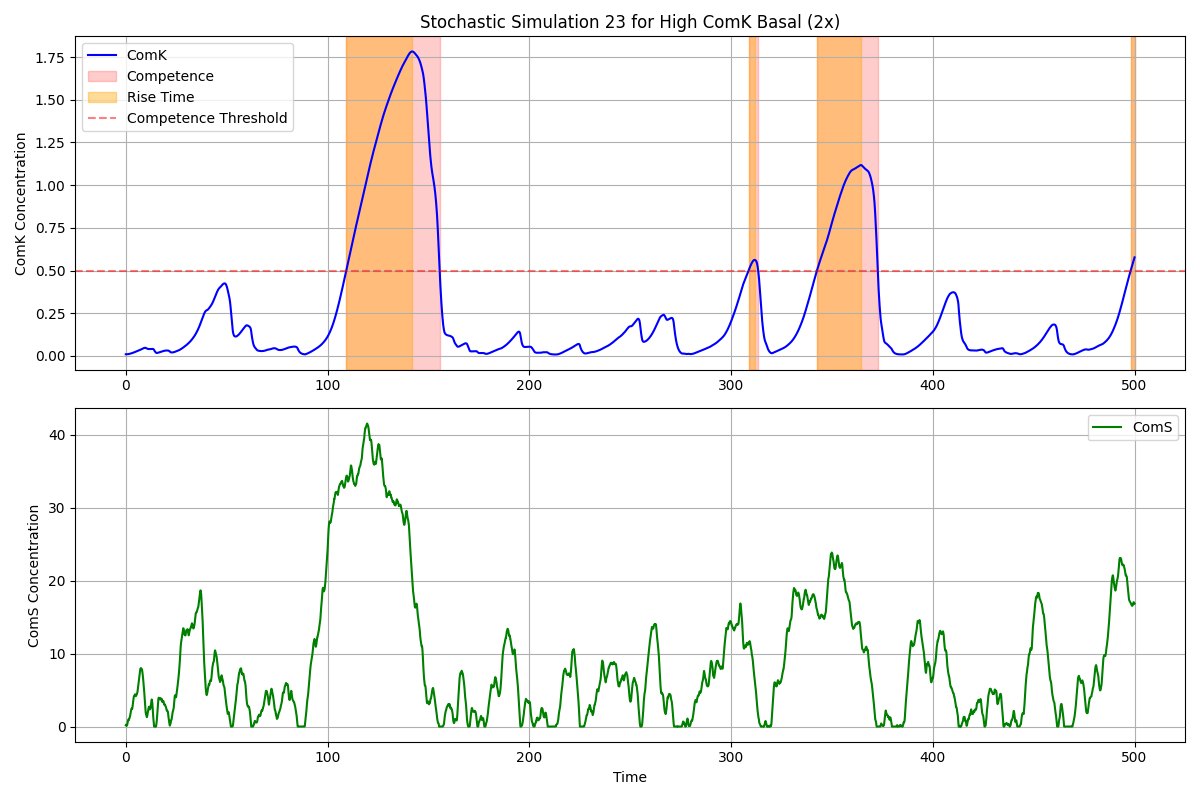 Stochastic Simulation 23 for High ComK Basal (2x)
ComK
Competence
Rise Time
Competence Threshold
ComK Concentration
1.75
1.50
1.25
1.00
0.75
0.50
0.25
0.00
0 100 200 300 400 500
ComS
ComS Concentration
40
30
20
10
0
0 100 200 300 400 500
Time